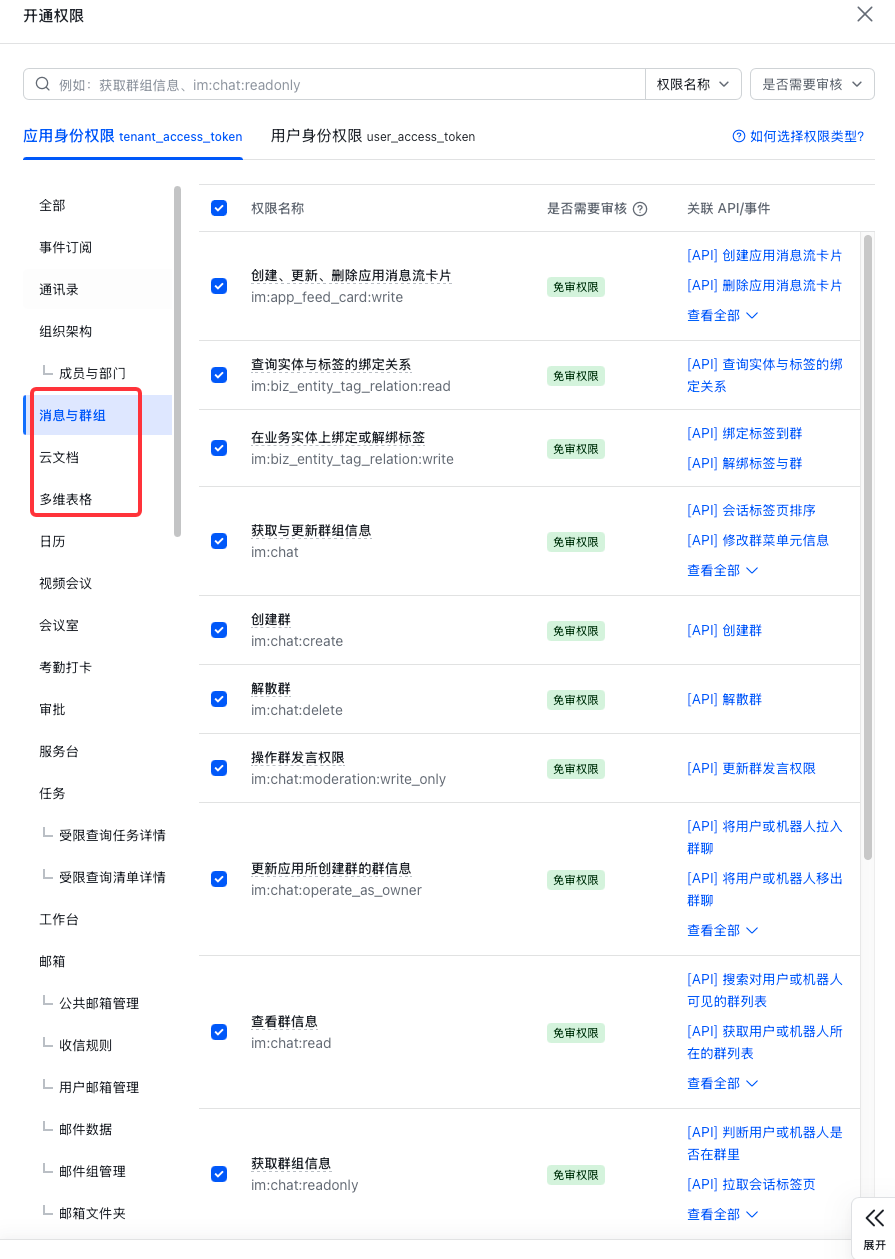 开通权限
例如：获取群组信息、im:chat:readonly
权限名称
是否需要审核
应用身份权限 tenant_access_token
用户身份权限 user_access_token
如何选择权限类型?
全部
事件订阅
通讯录
组织架构
成员与部门
消息与群组
云文档
多维表格
日历
视频会议
会议室
考勤打卡
审批
服务台
任务
受限查询任务详情
受限查询清单详情
工作台
邮箱
公共邮箱管理
收信规则
用户邮箱管理
邮件数据
邮件组管理
邮箱文件夹
权限名称
是否需要审核
关联 API/事件
创建、更新、删除应用消息流卡片
im:app_feed_card:write
免审权限
[API] 创建应用消息流卡片
[API] 删除应用消息流卡片
查看全部
查询实体与标签的绑定关系
im:biz_entity_tag_relation:read
免审权限
[API] 查询实体与标签的绑
定关系
在业务实体上绑定或解绑标签
im:biz_entity_tag_relation:write
免审权限
[API] 绑定标签到群
[API] 解绑标签与群
获取与更新群组信息
im:chat
免审权限
[API] 会话标签页排序
[API] 修改群菜单元信息
查看全部
创建群
im:chat:create
免审权限
[API] 创建群
解散群
im:chat:delete
免审权限
[API] 解散群
操作群发言权限
im:chat:moderation:write_only
免审权限
[API] 更新群发言权限
更新应用所创建群的群信息
im:chat:operate_as_owner
免审权限
[API] 将用户或机器人拉入
群聊
[API] 将用户或机器人移出
群聊
查看全部
查看群信息
im:chat:read
免审权限
[API] 搜索对用户或机器人
可见的群列表
[API] 获取用户或机器人所
在的群列表
查看全部
获取群组信息
im:chat:readonly
免审权限
[API] 判断用户或机器人是
否在群里
[API] 拉取会话标签页
查看全部
展开